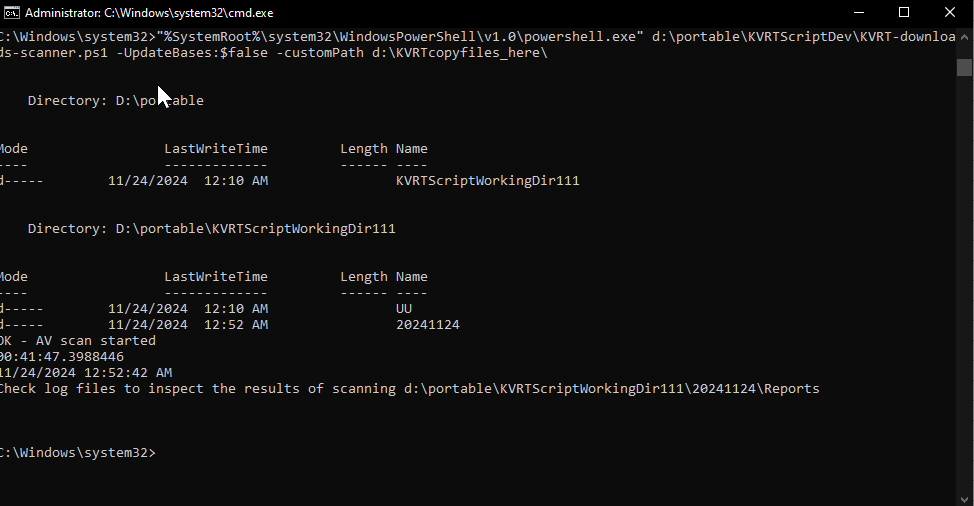 Administrator: C:\Windows\system32\cmd.exe
C:\Windows\system32>"%SystemRoot%\system32\WindowsPowerShell\v1.0\powershell.exe" d:\portable\KVRTScriptDev\KVRT-downloa
ds-scanner.ps1 -UpdateBases:$false -customPath d:\KVRTcopyfiles_here\
Directory: D:\portable
Mode LastWriteTime Length Name
---- ------------- ------ ----
d----- 11/24/2024 12:10 AM KVRTScriptWorkingDir111
Directory: D:\portable\KVRTScriptWorkingDir111
Mode LastWriteTime Length Name
---- ------------- ------ ----
d----- 11/24/2024 12:10 AM UU
d----- 11/24/2024 12:52 AM 20241124
OK - AV scan started
00:41:47.3988446
11/24/2024 12:52:42 AM
Check log files to inspect the results of scanning d:\portable\KVRTScriptWorkingDir111\20241124\Reports
C:\Windows\system32>